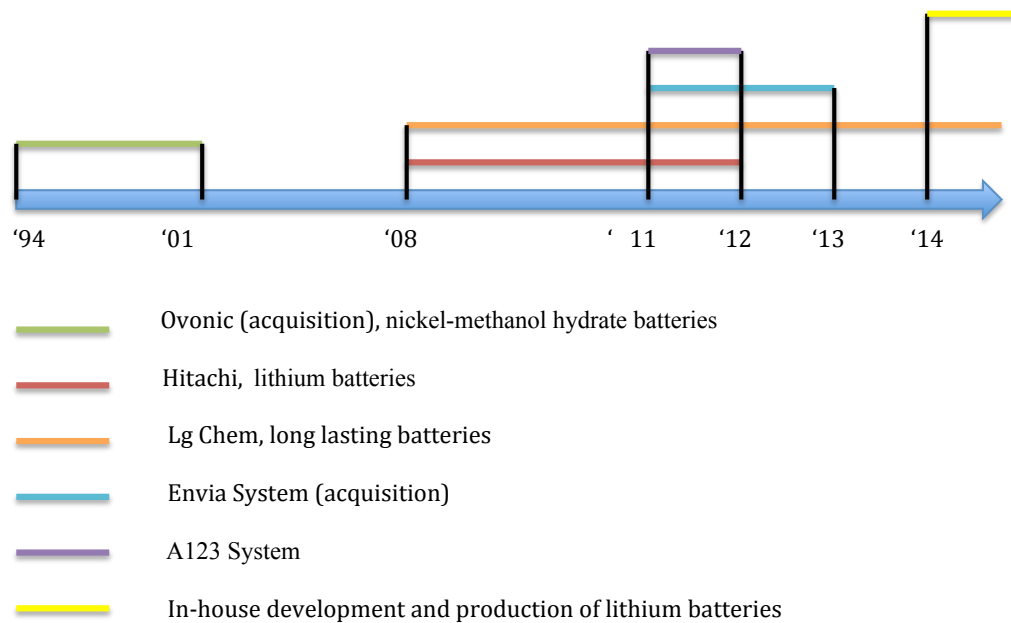 ‘94 ‘01 ‘08 ‘ 11 ‘12 ‘13 ‘14
Ovonic (acquisition), nickel-methanol hydrate batteries
Hitachi, lithium batteries
Lg Chem, long lasting batteries
Envia System (acquisition)
A123 System
In-house development and production of lithium batteries